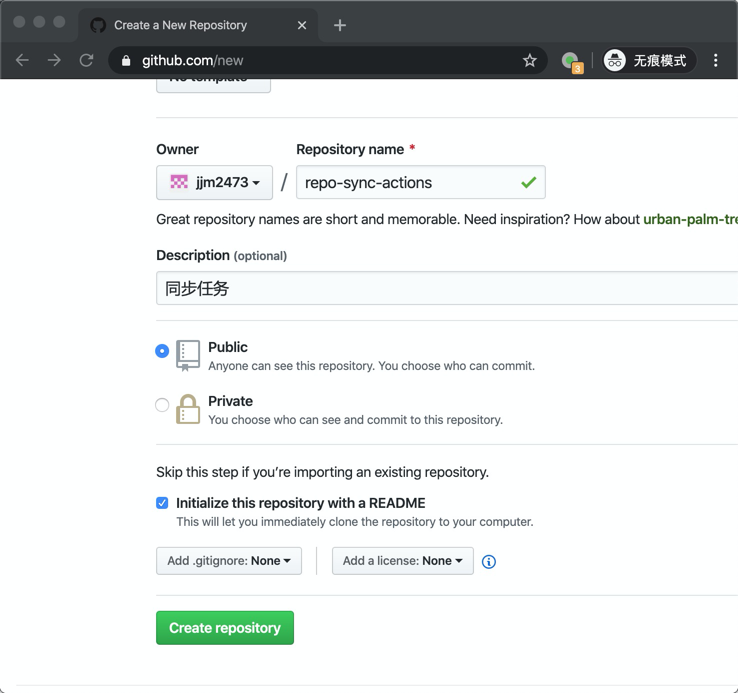 Create a New Repository
github.com/new
3
无痕模式
No template
Owner
Repository name *
jjm2473
/
repo-sync-actions
Great repository names are short and memorable. Need inspiration? How about urban-palm-tre
Description (optional)
同步任务
Public
Anyone can see this repository. You choose who can commit.
Private
You choose who can see and commit to this repository.
Skip this step if you're importing an existing repository.
Initialize this repository with a README
This will let you immediately clone the repository to your computer.
Add .gitignore: None
Add a license: None
Create repository